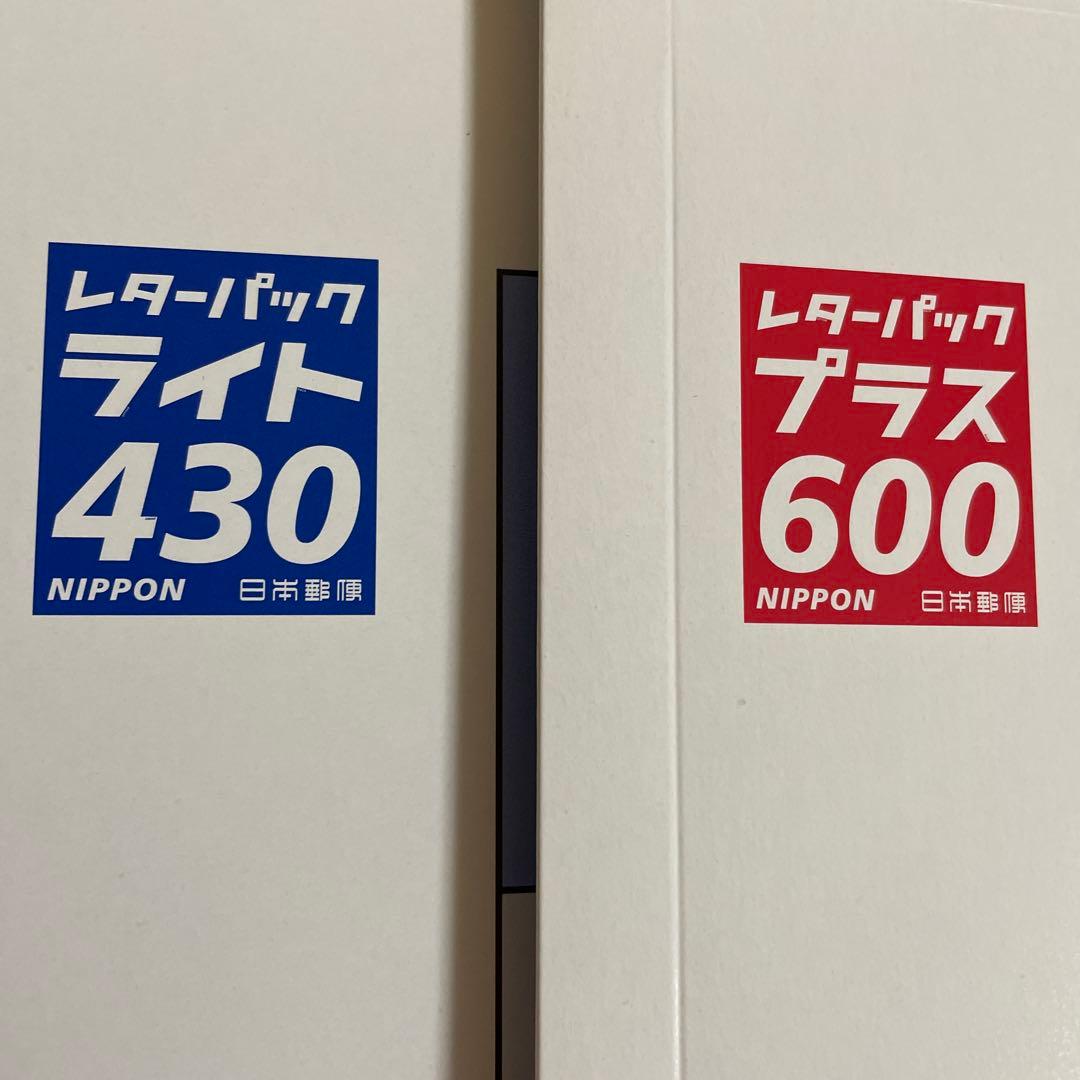 レターパック
ライト
430
NIPPON 日本郵便
レターパック
プラス
600
NIPPON 日本郵便